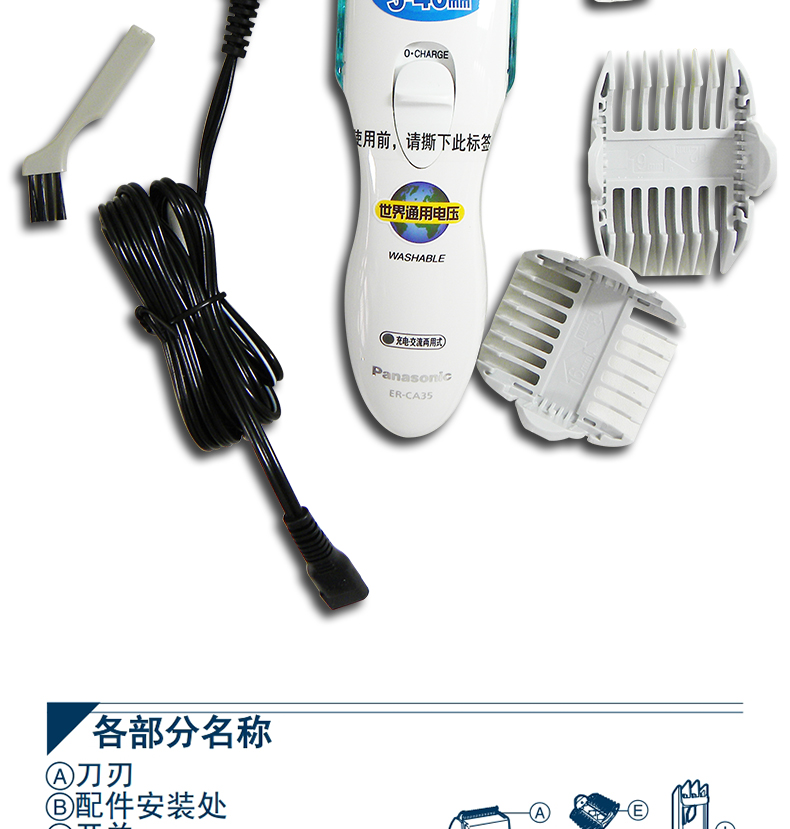 0·CHARGE
使用前，请撕下此标签
世界通用电压
WASHABLE
充电·交流两用式
Panasonic
ER-CA35
各部分名称
Ⓐ刀刃
Ⓑ配件安装处
A
E